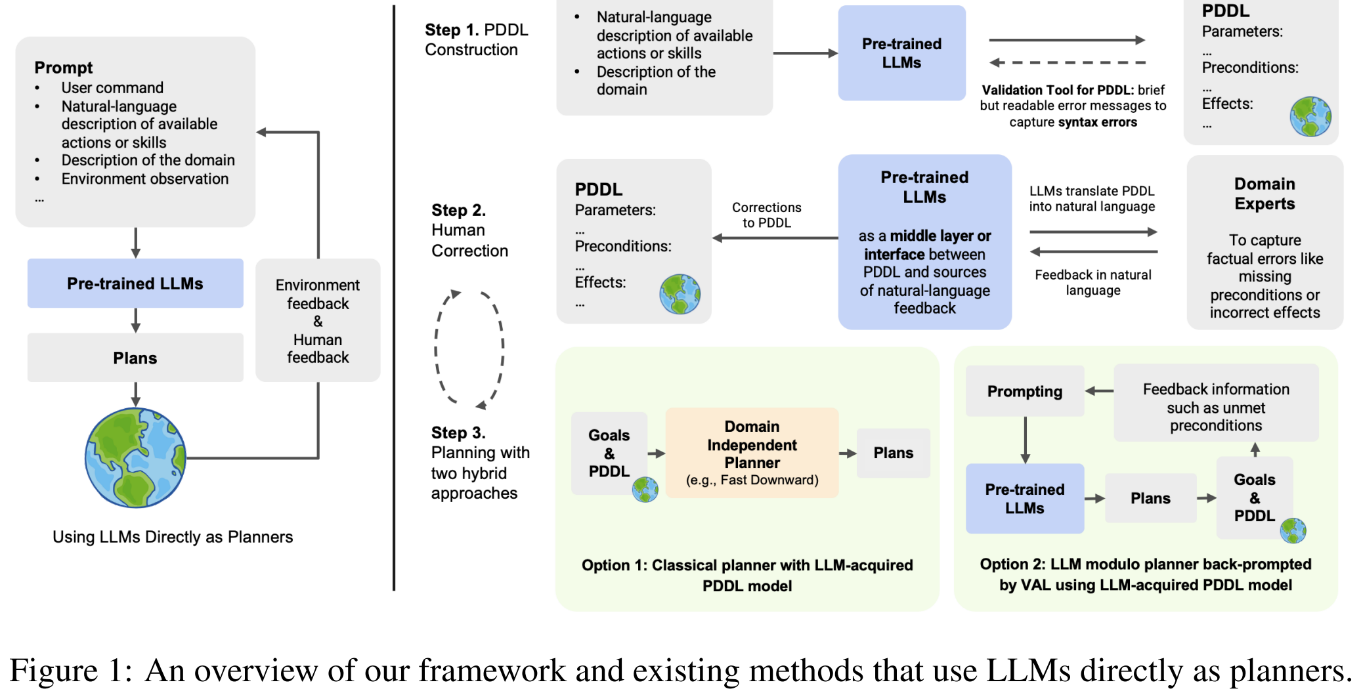 Prompt
• User command
• Natural-language
description of available
actions or skills
• Description of the domain
• Environment observation
...
Pre-trained LLMs
Plans
Environment
feedback
&
Human
feedback
Using LLMs Directly as Planners
Step 1. PDDL
Construction
• Natural-language
description of available
actions or skills
• Description of the
domain
Pre-trained
LLMs
Validation Tool for PDDL: brief
but readable error messages to
capture syntax errors
PDDL
Parameters:
...
Preconditions:
...
Effects:
...
Step 2.
Human
Correction
PDDL
Parameters:
...
Preconditions:
...
Effects:
...
Corrections
to PDDL
Pre-trained
LLMs
as a middle layer or
interface between
PDDL and sources
of natural-language
feedback
LLMs translate PDDL
into natural language
Feedback in natural
language
Domain
Experts
To capture
factual errors like
missing
preconditions or
incorrect effects
Step 3.
Planning with
two hybrid
approaches
Goals
&
PDDL
Domain
Independent
Planner
(e.g., Fast Downward)
Plans
Option 1: Classical planner with LLM-acquired
PDDL model
Prompting
Feedback information
such as unmet
preconditions
Pre-trained
LLMs
Plans
Goals
&
PDDL
Option 2: LLM modulo planner back-prompted
by VAL using LLM-acquired PDDL model
Figure 1: An overview of our framework and existing methods that use LLMs directly as planners.